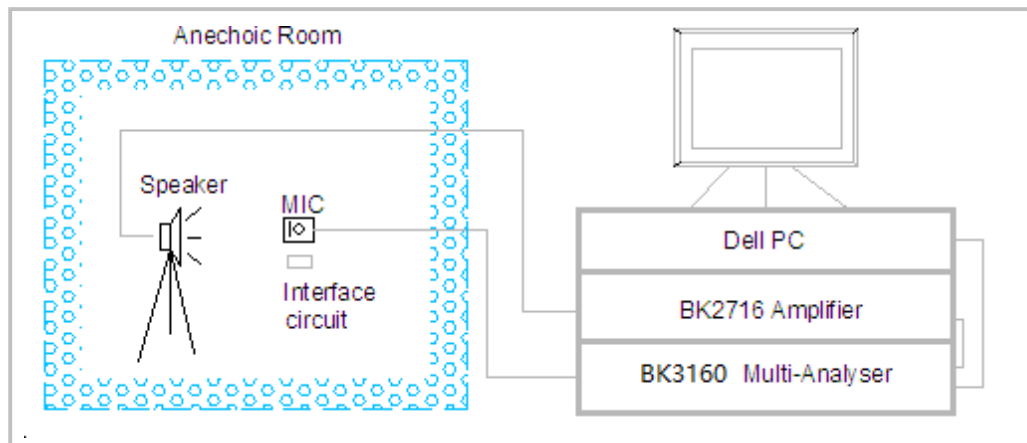 Anechoic Room
Speaker
MIC
Interface
circuit
Dell PC
BK2716 Amplifier
BK3160 Multi-Analyser